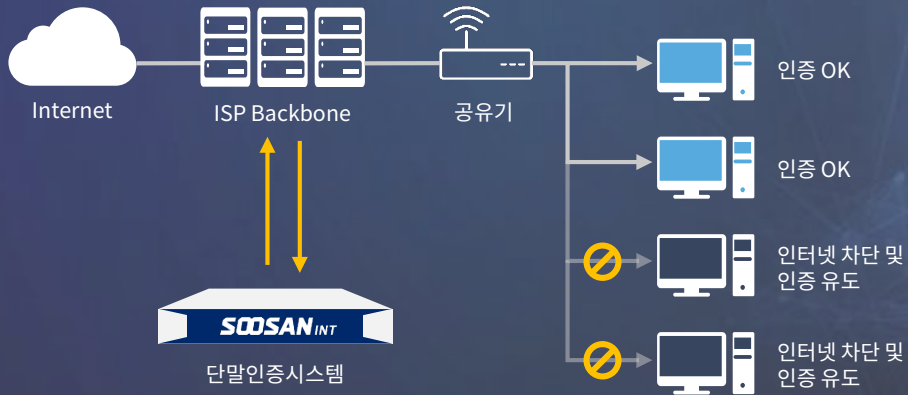 Internet
ISP Backbone
공유기
인증 OK
인증 OK
인터넷 차단 및
인증 유도
인터넷 차단 및
인증 유도
SOOSAN INT
단말인증시스템